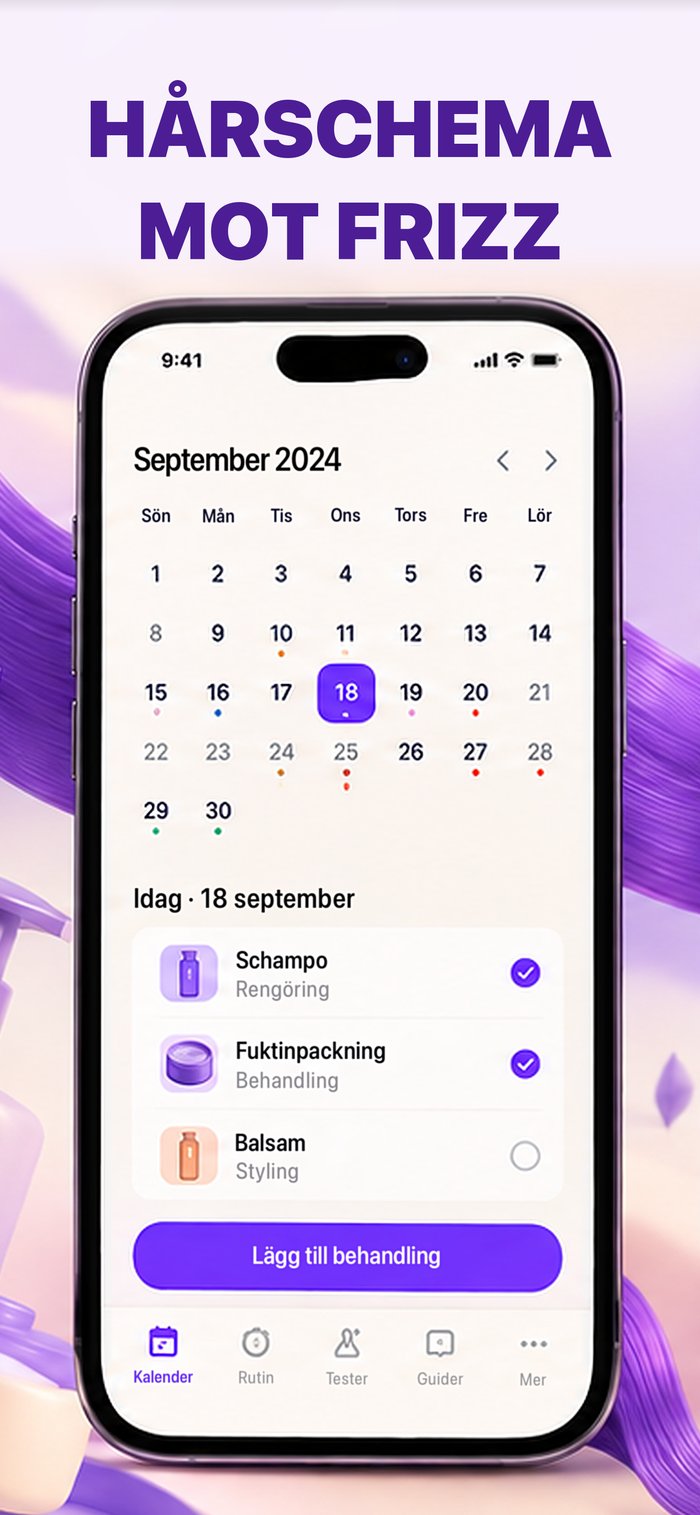 HÅRSCHEMA
MOT FRIZZ
9:41
September 2024
Sön Mån Tis Ons Tors Fre Lör
1 2 3 4 5 6 7
8 9 10 11 12 13 14
15 16 17 18 19 20 21
22 23 24 25 26 27 28
29 30
Idag · 18 september
Schampo
Rengöring
Fuktinpackning
Behandling
Balsam
Styling
Lägg till behandling
Kalender Rutin Tester Guider Mer